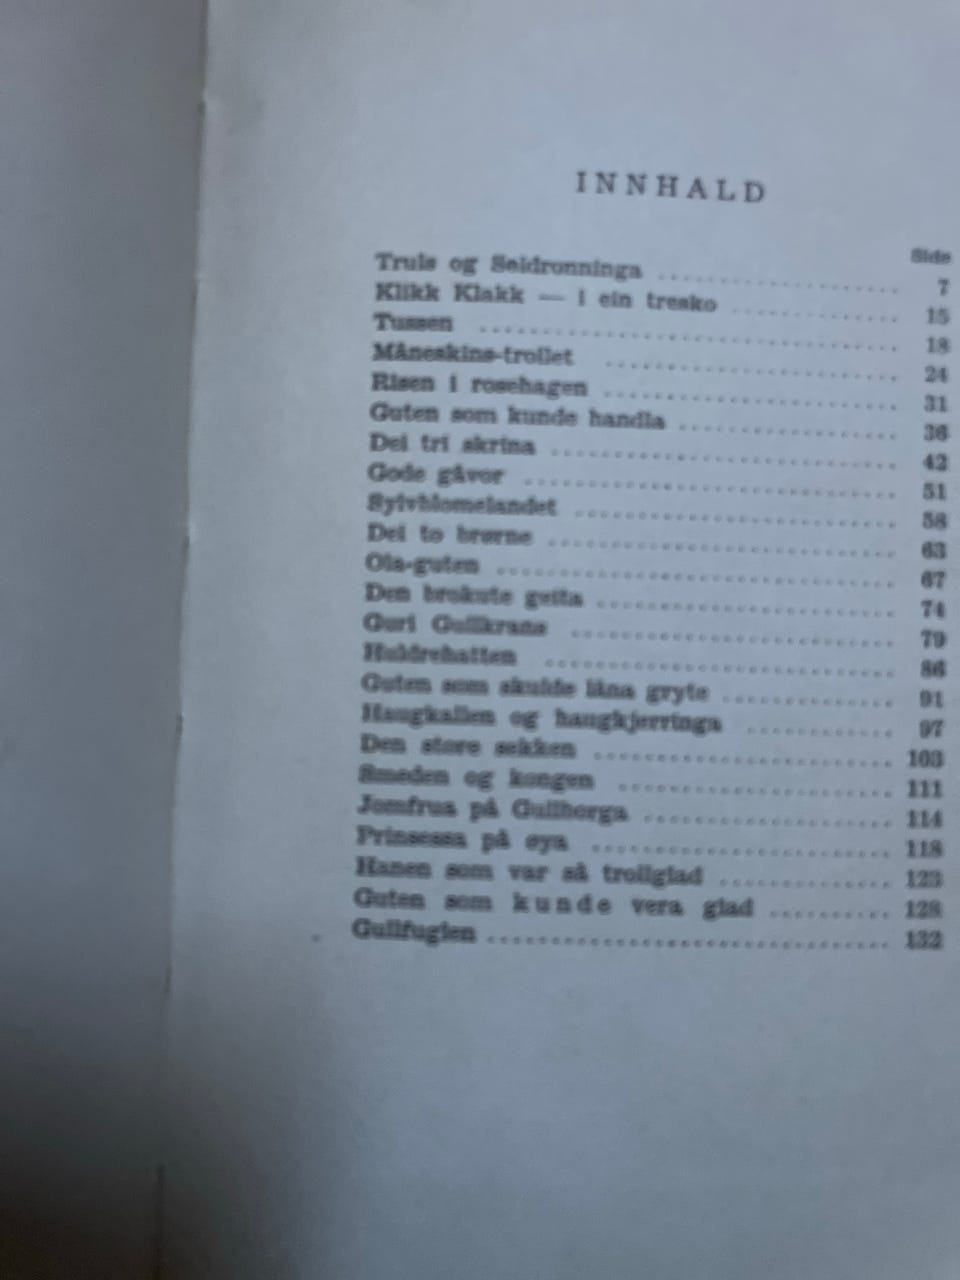 INNHALD
Side
Truls og Seldronninga .................... 7
Klikk Klakk — i ein tresko .............. 15
Tussen .................................. 18
Måneskins-trollet ....................... 24
Risen i rosehagen ....................... 31
Guten som kunde handla .................. 36
Dei tri skrina .......................... 42
Gode gåvor .............................. 51
Sylvblomelandet ......................... 58
Dei to brørne ........................... 63
Ola-guten ............................... 67
Den brokute geita ....................... 74
Guri Gullkrans .......................... 79
Huldrehatten ............................ 86
Guten som skulde låna gryte ............. 91
Haugkallen og haugkjerringa ............. 97
Den store sekken ........................ 103
Smeden og kongen ........................ 111
Jomfrua på Gullborga .................... 114
Prinsessa på øya ........................ 118
Hanen som var så trollglad .............. 123
Guten som kunde vera glad ............... 128
Gullfuglen .............................. 132